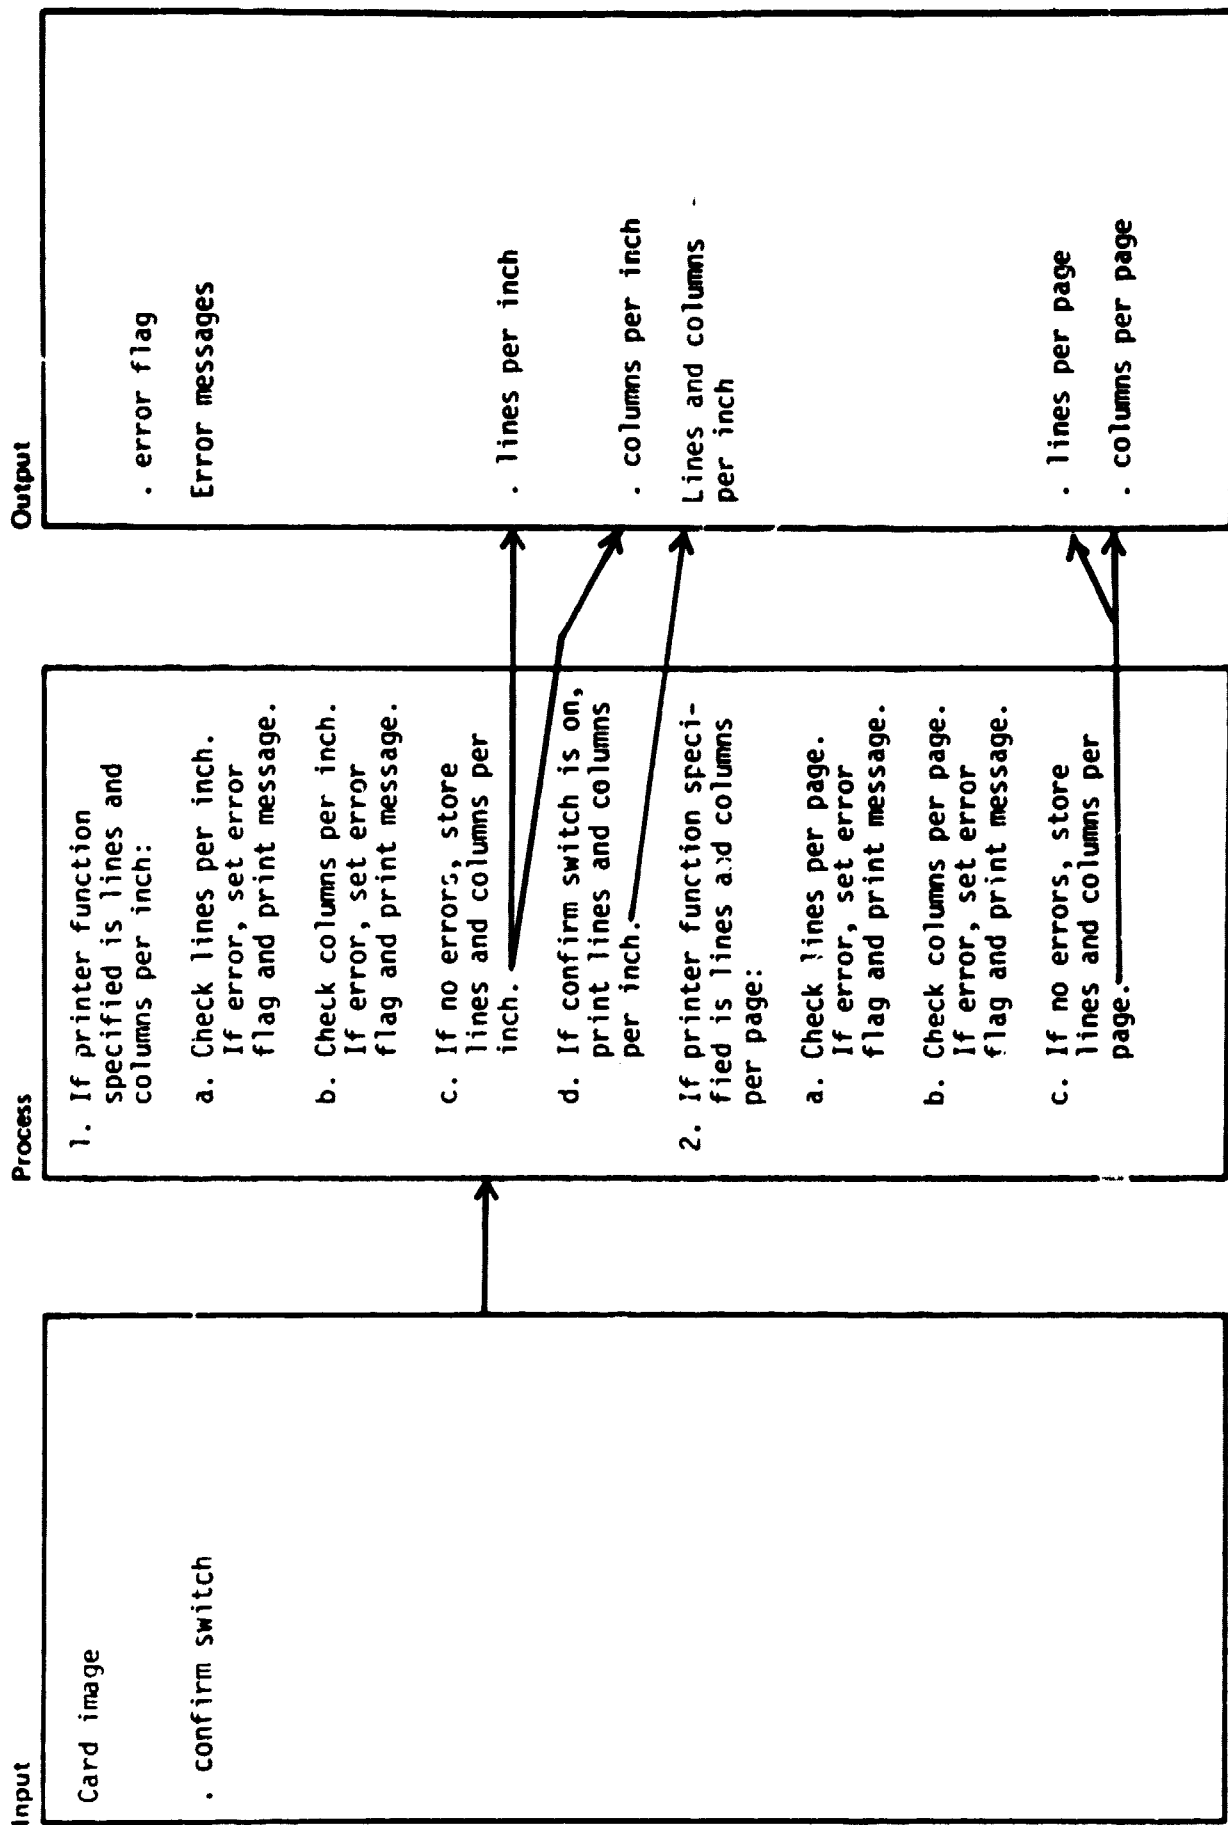 Input
Card image
. confirm switch
Process
1. If printer function
specified is lines and
columns per inch:
a. Check lines per inch.
If error, set error
flag and print message.
b. Check columns per inch.
If error, set error
flag and print message.
c. If no errors, store
lines and columns per
inch.
d. If confirm switch is on,
print lines and columns
per inch.
2. If printer function speci-
fied is lines and columns
per page:
a. Check lines per page.
If error, set error
flag and print message.
b. Check columns per page.
If error, set error
flag and print message.
c. If no errors, store
lines and columns per
page.
Output
. error flag
Error messages
. lines per inch
. columns per inch
Lines and columns
per inch
. lines per page
. columns per page